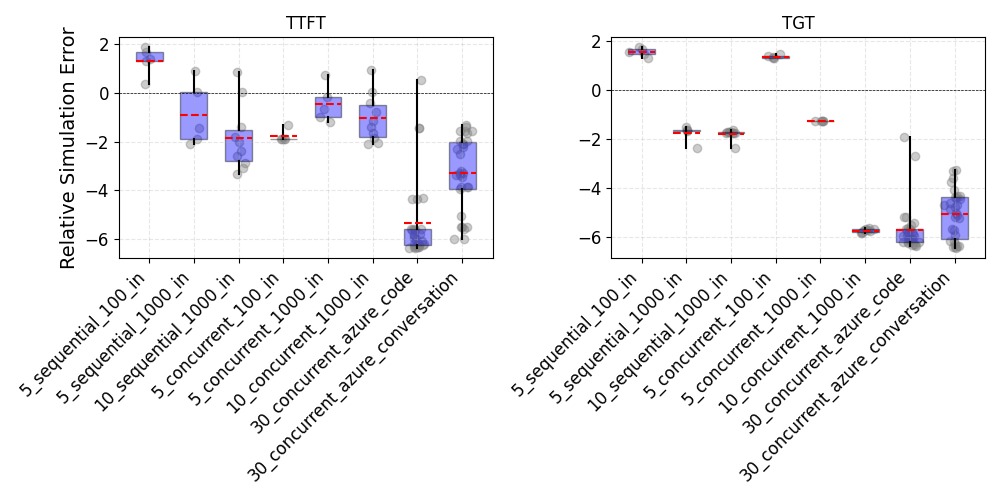 TTFT
TGT
Relative Simulation Error
2
0
−2
−4
−6
2
0
−2
−4
−6
5_sequential_100_in
5_sequential_1000_in
10_sequential_1000_in
5_concurrent_100_in
5_concurrent_1000_in
10_concurrent_1000_in
30_concurrent_azure_code
30_concurrent_azure_conversation
5_sequential_100_in
5_sequential_1000_in
10_sequential_1000_in
5_concurrent_100_in
5_concurrent_1000_in
10_concurrent_1000_in
30_concurrent_azure_code
30_concurrent_azure_conversation